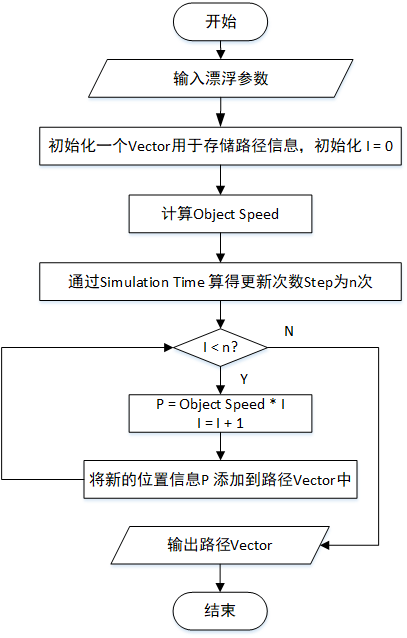 开始
输入漂浮参数
初始化一个Vector用于存储路径信息，初始化 I = 0
计算Object Speed
通过Simulation Time 算得更新次数Step为n次
I < n?
N
Y
P = Object Speed * I
I = I + 1
将新的位置信息P 添加到路径Vector中
输出路径Vector
结束